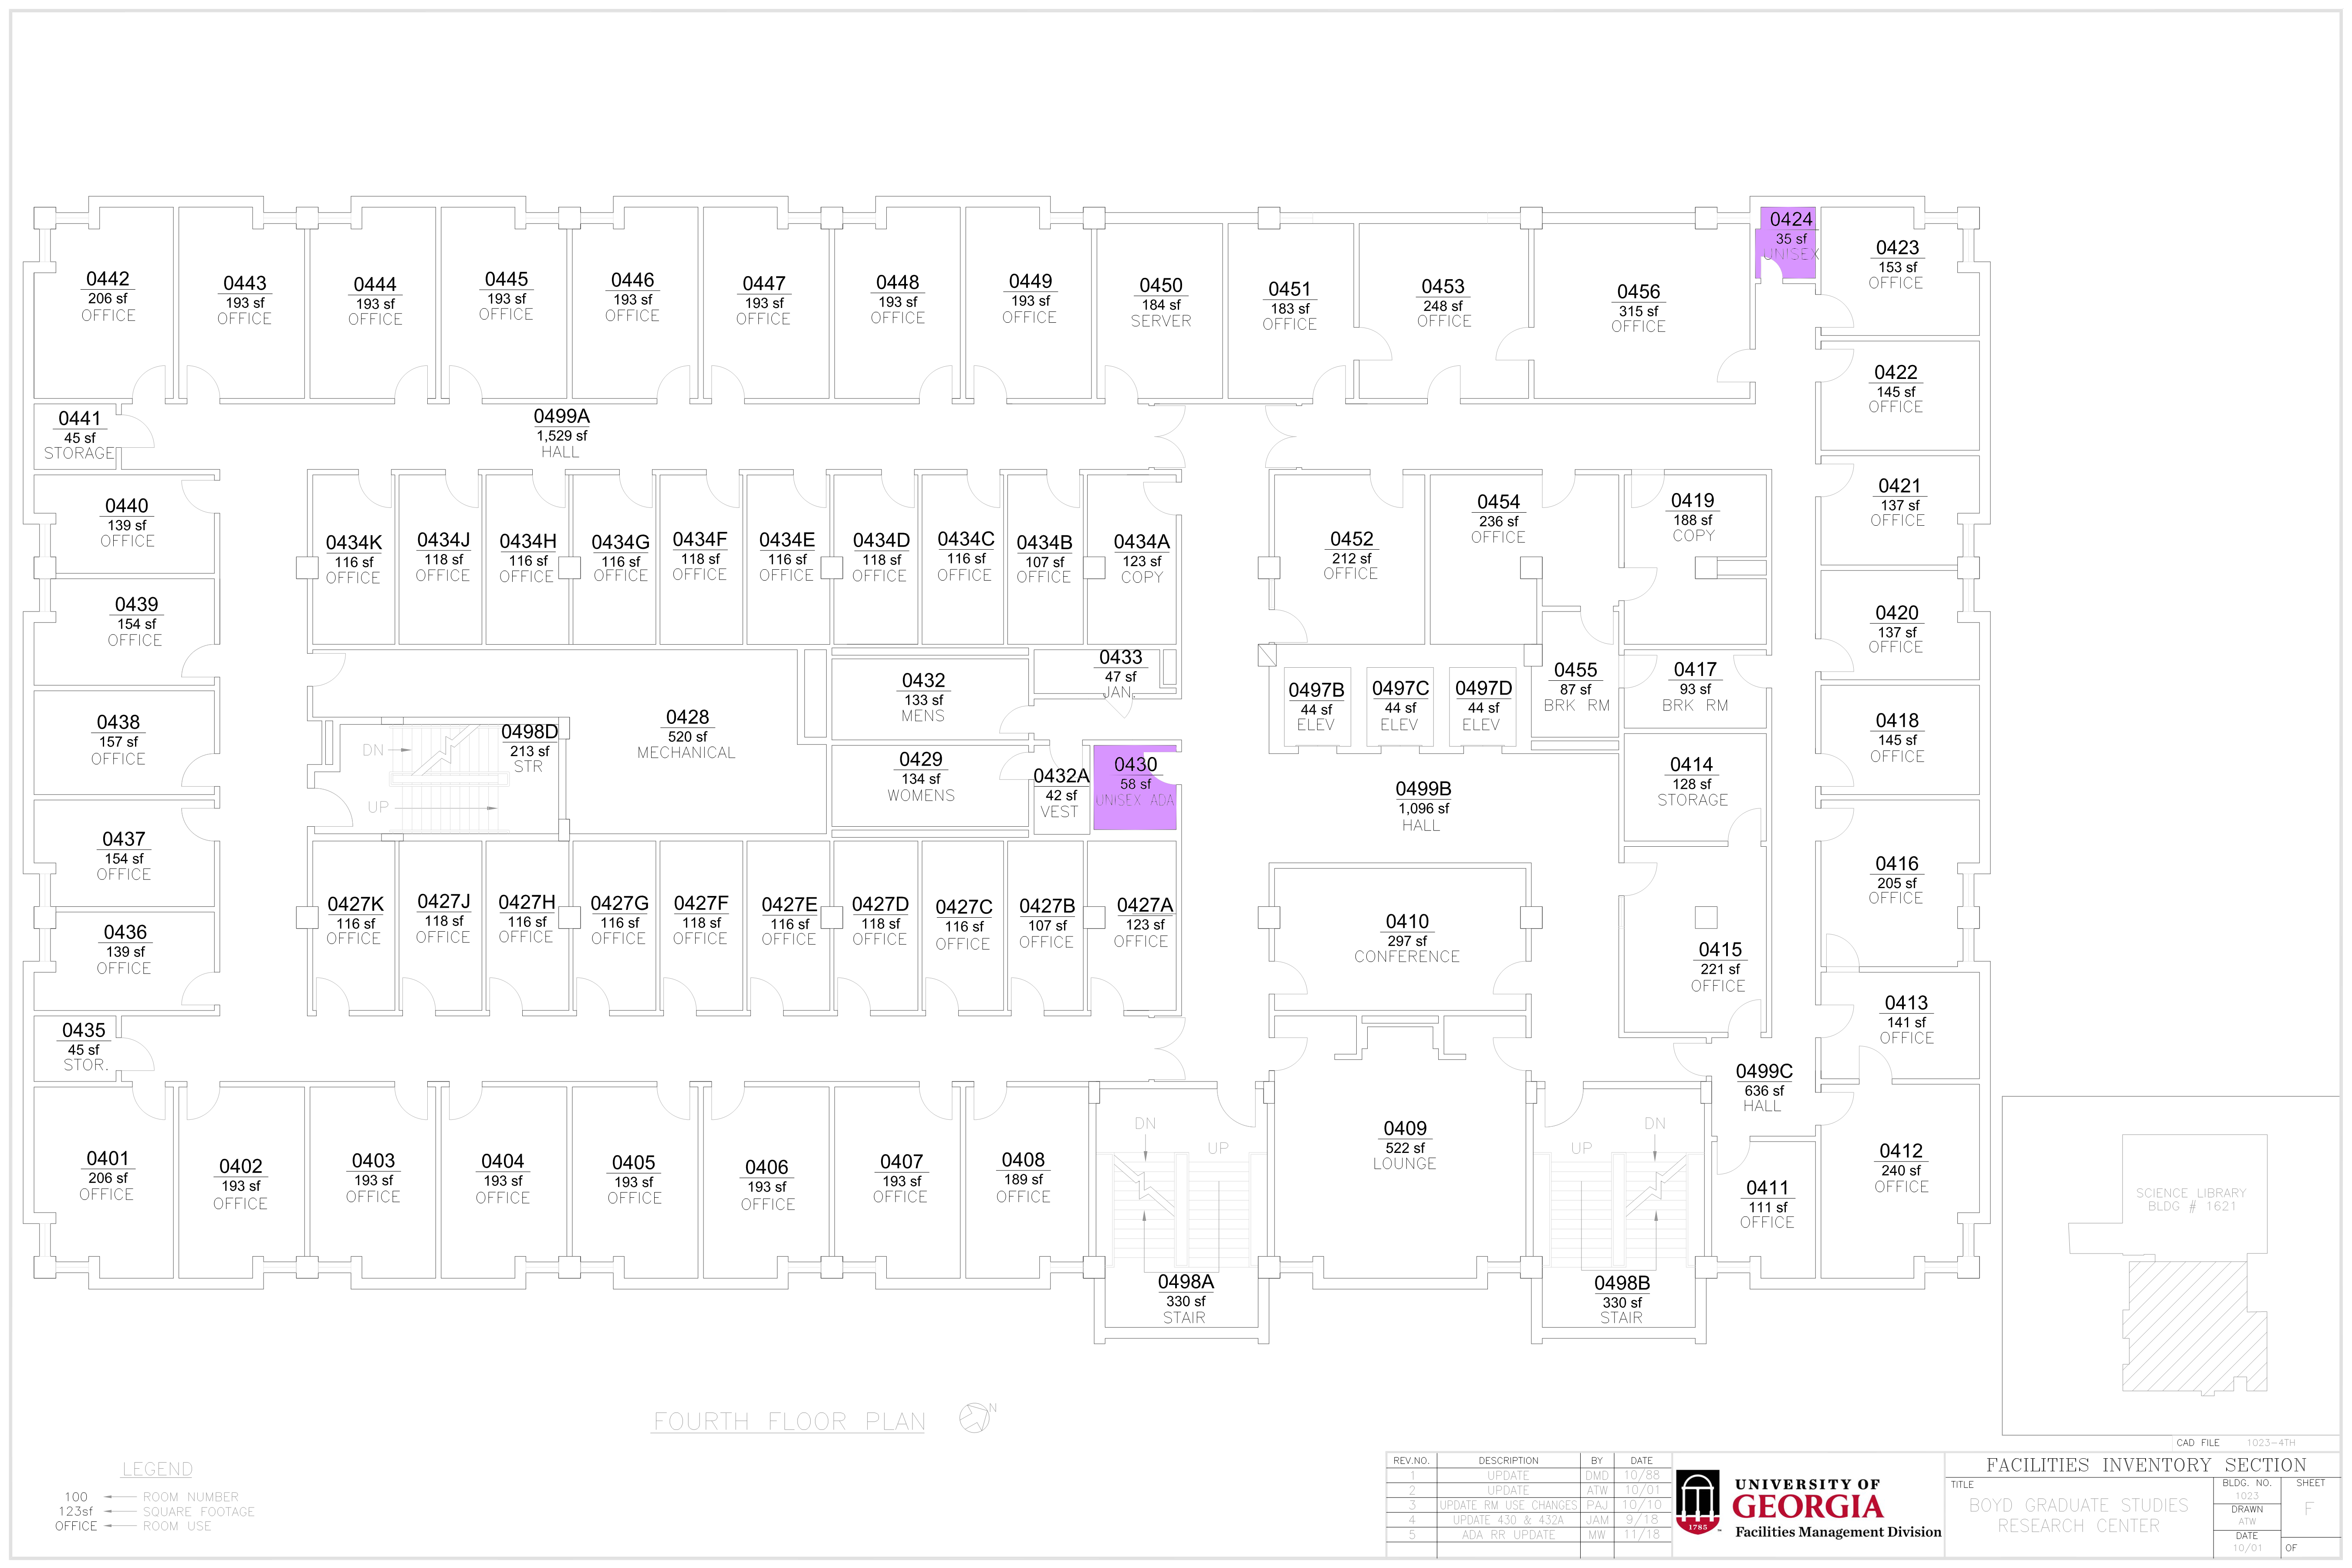 0424
35 sf
UNISEX
0423
153 sf
OFFICE
0442
206 sf
OFFICE
0443
193 sf
OFFICE
0444
193 sf
OFFICE
0445
193 sf
OFFICE
0446
193 sf
OFFICE
0447
193 sf
OFFICE
0448
193 sf
OFFICE
0449
193 sf
OFFICE
0450
184 sf
SERVER
0451
183 sf
OFFICE
0453
248 sf
OFFICE
0456
315 sf
OFFICE
0422
145 sf
OFFICE
0441
45 sf
STORAGE
0499A
1,529 sf
HALL
0440
139 sf
OFFICE
0434K
116 sf
OFFICE
0434J
118 sf
OFFICE
0434H
116 sf
OFFICE
0434G
116 sf
OFFICE
0434F
118 sf
OFFICE
0434E
116 sf
OFFICE
0434D
118 sf
OFFICE
0434C
116 sf
OFFICE
0434B
107 sf
OFFICE
0434A
123 sf
COPY
0452
212 sf
OFFICE
0454
236 sf
OFFICE
0419
188 sf
COPY
0421
137 sf
OFFICE
0439
154 sf
OFFICE
0420
137 sf
OFFICE
0438
157 sf
OFFICE
DN
UP
0498D
213 sf
STR
0428
520 sf
MECHANICAL
0432
133 sf
MENS
0433
47 sf
JAN.
0429
134 sf
WOMENS
0432A
42 sf
VEST
0430
58 sf
UNISEX ADA
0497B
44 sf
ELEV
0497C
44 sf
ELEV
0497D
44 sf
ELEV
0455
87 sf
BRK RM
0417
93 sf
BRK RM
0418
145 sf
OFFICE
0499B
1,096 sf
HALL
0414
128 sf
STORAGE
0437
154 sf
OFFICE
0416
205 sf
OFFICE
0436
139 sf
OFFICE
0427K
116 sf
OFFICE
0427J
118 sf
OFFICE
0427H
116 sf
OFFICE
0427G
116 sf
OFFICE
0427F
118 sf
OFFICE
0427E
116 sf
OFFICE
0427D
118 sf
OFFICE
0427C
116 sf
OFFICE
0427B
107 sf
OFFICE
0427A
123 sf
OFFICE
0410
297 sf
CONFERENCE
0415
221 sf
OFFICE
0413
141 sf
OFFICE
0435
45 sf
STOR.
0499C
636 sf
HALL
0401
206 sf
OFFICE
0402
193 sf
OFFICE
0403
193 sf
OFFICE
0404
193 sf
OFFICE
0405
193 sf
OFFICE
0406
193 sf
OFFICE
0407
193 sf
OFFICE
0408
189 sf
OFFICE
DN
UP
0498A
330 sf
STAIR
0409
522 sf
LOUNGE
UP
DN
0498B
330 sf
STAIR
0411
111 sf
OFFICE
0412
240 sf
OFFICE
SCIENCE LIBRARY
BLDG # 1621
FOURTH FLOOR PLAN
N
LEGEND
100 ROOM NUMBER
123sf SQUARE FOOTAGE
OFFICE ROOM USE
CAD FILE 1023-4TH
REV.NO. DESCRIPTION BY DATE
1 UPDATE DMD 10/88
2 UPDATE ATW 10/01
3 UPDATE RM USE CHANGES PAJ 10/10
4 UPDATE 430 & 432A JAM 9/18
5 ADA RR UPDATE MW 11/18
1785
UNIVERSITY OF
GEORGIA
Facilities Management Division
FACILITIES INVENTORY SECTION
TITLE
BOYD GRADUATE STUDIES
RESEARCH CENTER
BLDG. NO.
1023
DRAWN
ATW
DATE
10/01
SHEET
F
OF